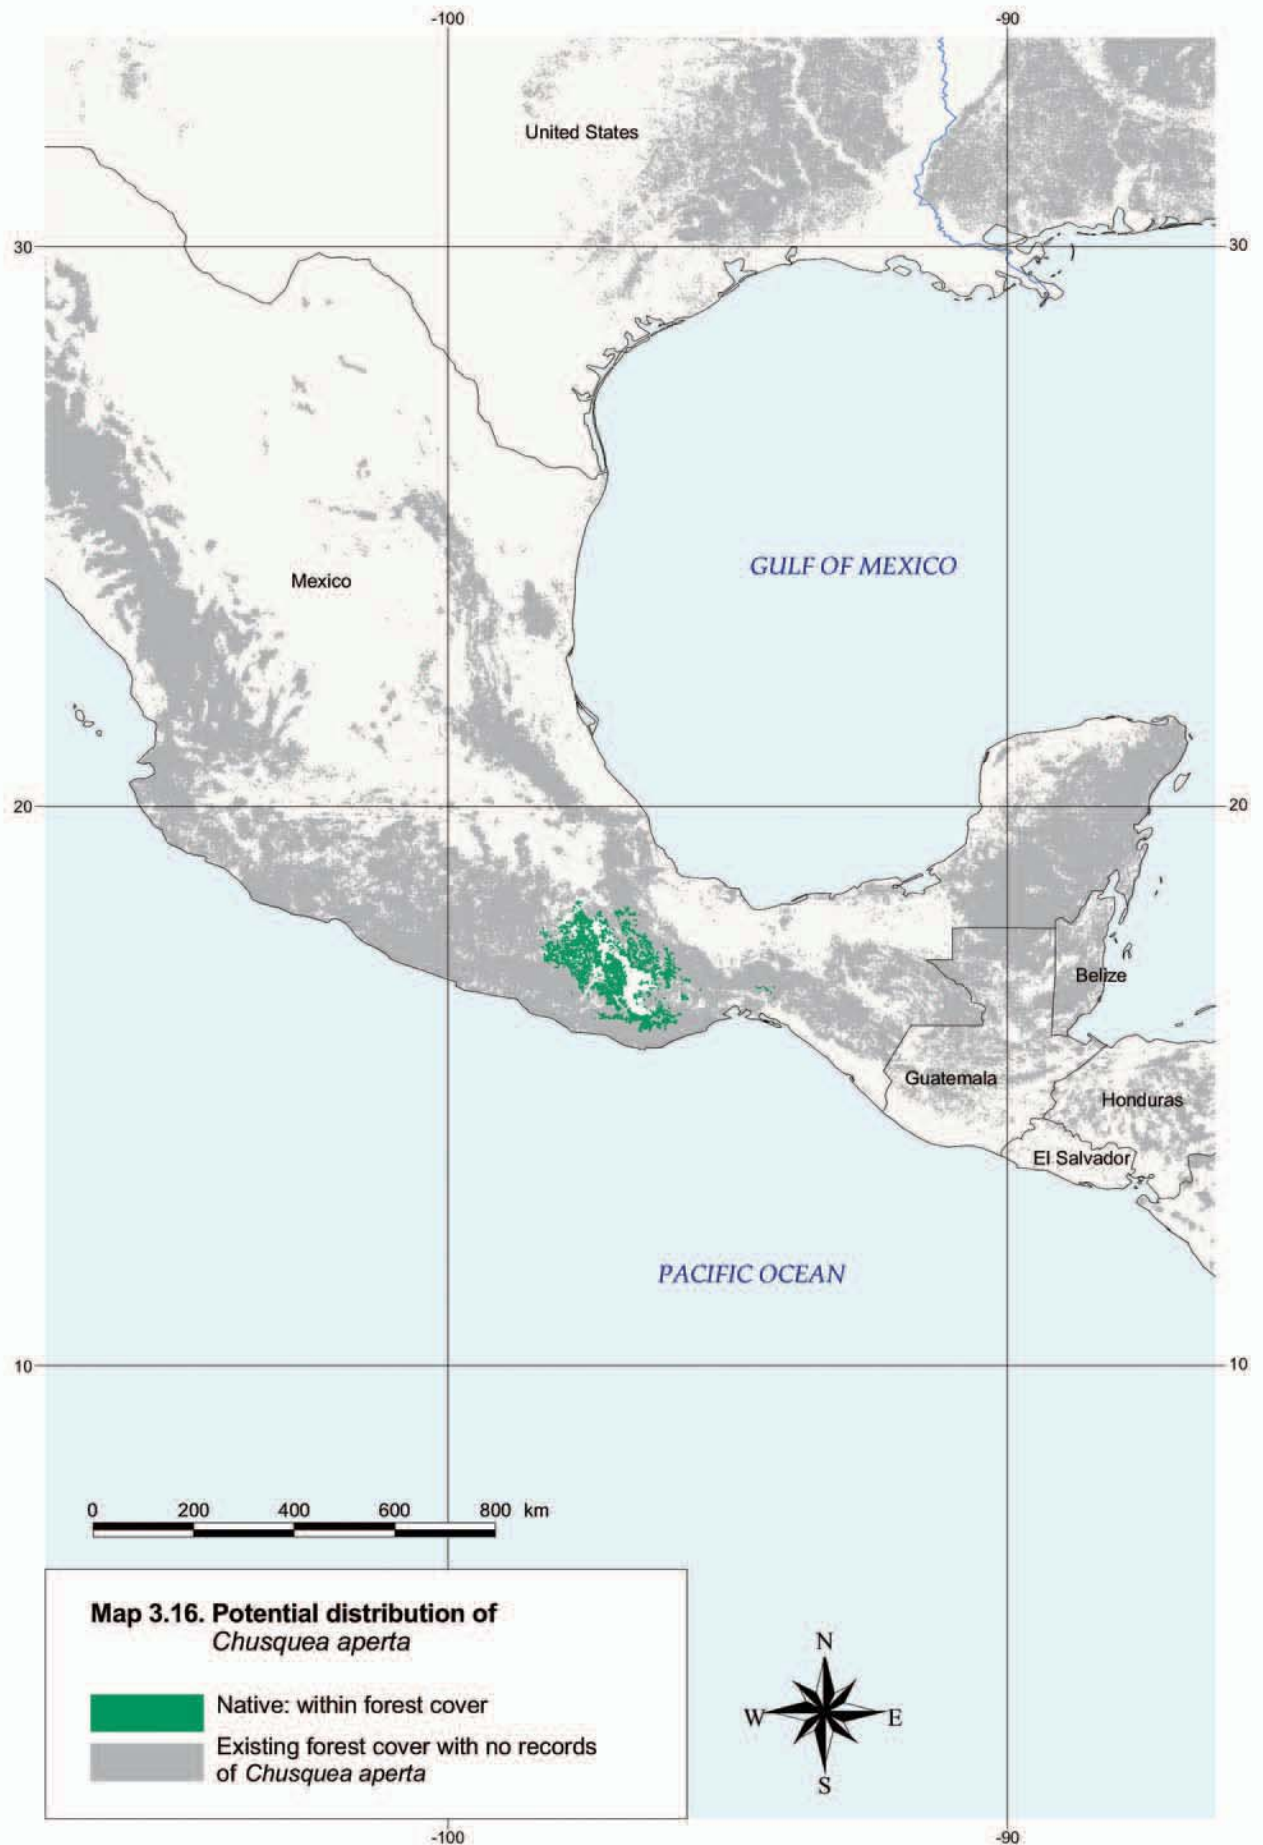 -100 -90
United States
30 30
GULF OF MEXICO
Mexico
20 20
Belize
Guatemala
Honduras
El Salvador
PACIFIC OCEAN
10 10
0 200 400 600 800 km
Map 3.16. Potential distribution of
Chusquea aperta
Native: within forest cover
Existing forest cover with no records
of Chusquea aperta
N
W E
S
-100 -90